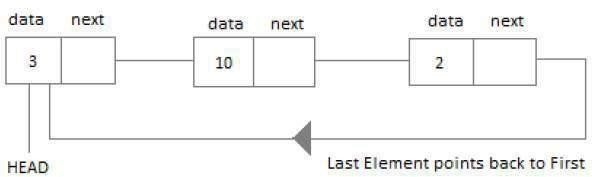 data next
data next
data next
3
10
2
HEAD
Last Element points back to First